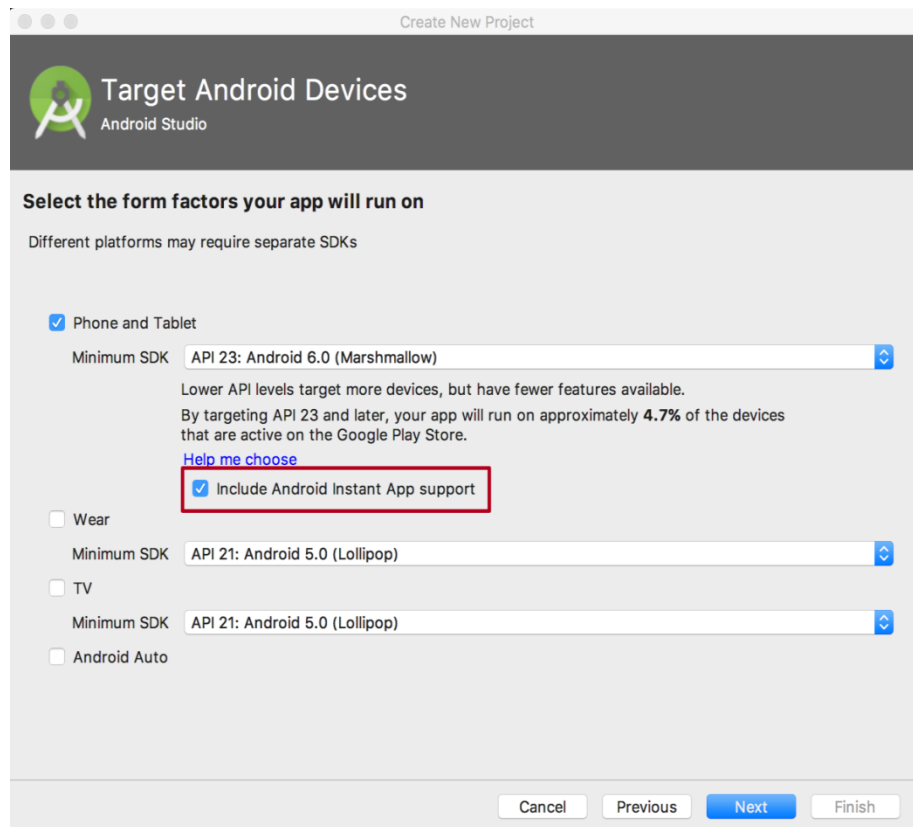 Create New Project
Target Android Devices
Android Studio
Select the form factors your app will run on
Different platforms may require separate SDKs
Phone and Tablet
Minimum SDK API 23: Android 6.0 (Marshmallow)
Lower API levels target more devices, but have fewer features available.
By targeting API 23 and later, your app will run on approximately 4.7% of the devices
that are active on the Google Play Store.
Help me choose
Include Android Instant App support
Wear
Minimum SDK API 21: Android 5.0 (Lollipop)
TV
Minimum SDK API 21: Android 5.0 (Lollipop)
Android Auto
Cancel Previous Next Finish